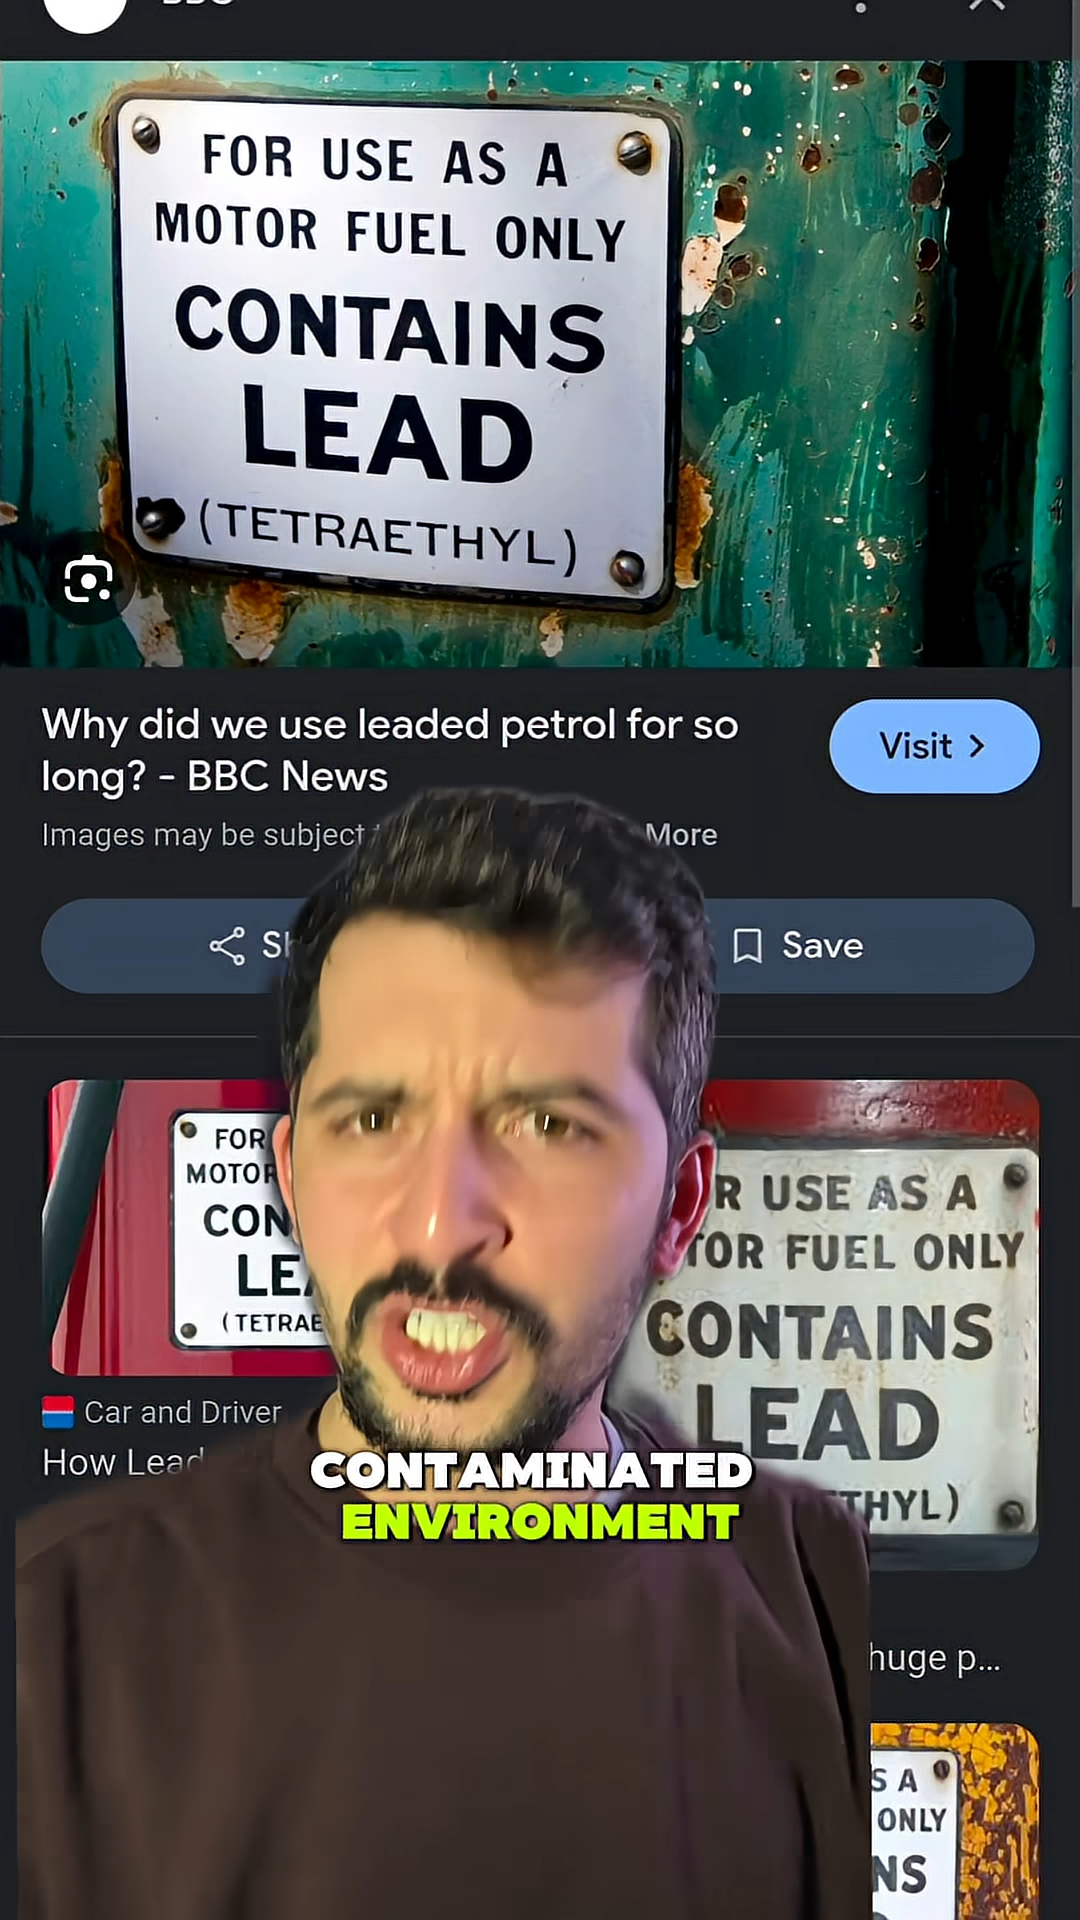 BBC
FOR USE AS A
MOTOR FUEL ONLY
CONTAINS
LEAD
(TETRAETHYL)
Why did we use leaded petrol for so
long? - BBC News
Visit
Images may be subject
More
Save
FOR
MOTOR
CON
LE
(TETRAE
R USE AS A
TOR FUEL ONLY
CONTAINS
LEAD
THYL)
Car and Driver
How Lead
CONTAMINATED
ENVIRONMENT
huge p...
S A
ONLY
NS